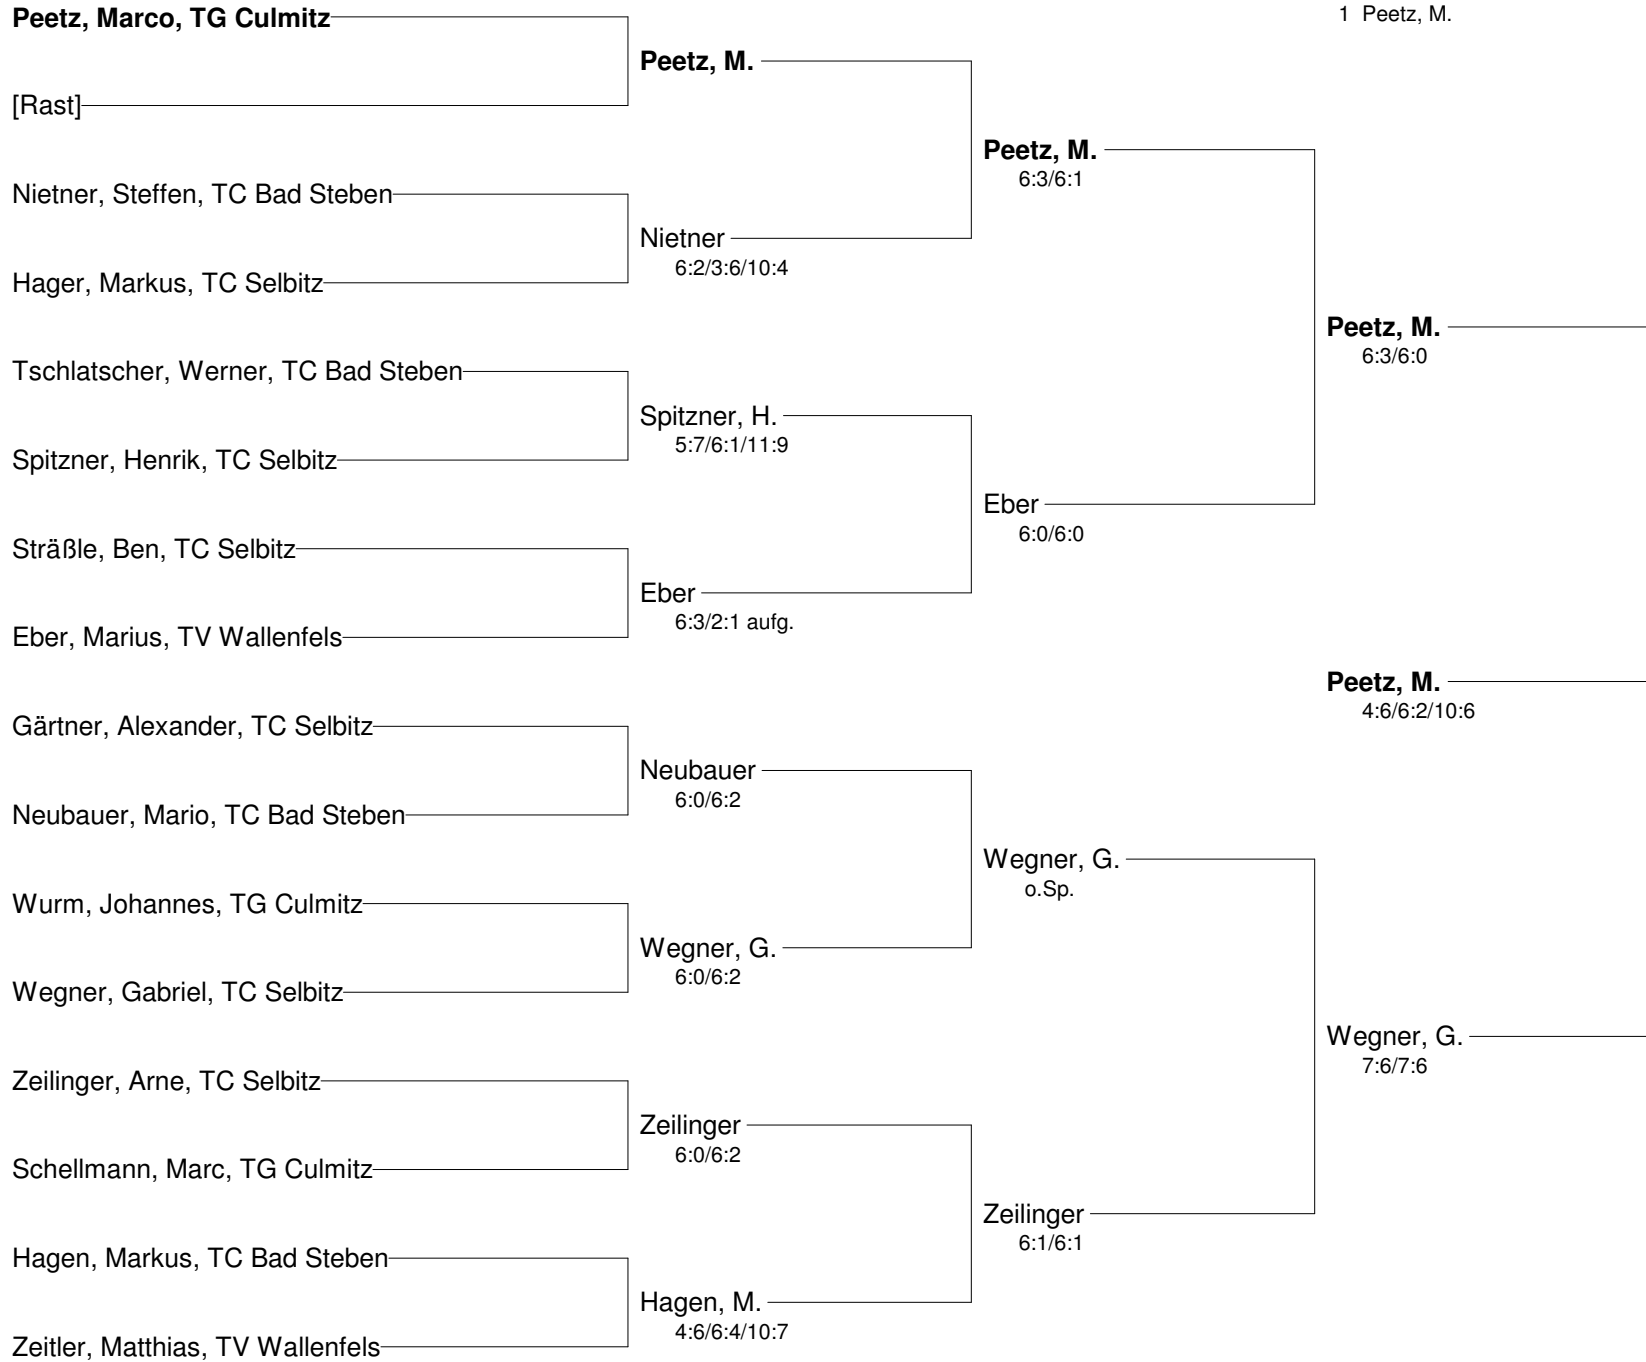 Peetz, Marco, TG Culmitz
1 Peetz, M.
Peetz, M.
[Rast]
Peetz, M.
6:3/6:1
Nietner, Steffen, TC Bad Steben
Nietner
6:2/3:6/10:4
Hager, Markus, TC Selbitz
Peetz, M.
6:3/6:0
Tschlatscher, Werner, TC Bad Steben
Spitzner, H.
5:7/6:1/11:9
Spitzner, Henrik, TC Selbitz
Eber
6:0/6:0
Sträßle, Ben, TC Selbitz
Eber
6:3/2:1 aufg.
Eber, Marius, TV Wallenfels
Peetz, M.
4:6/6:2/10:6
Gärtner, Alexander, TC Selbitz
Neubauer
6:0/6:2
Neubauer, Mario, TC Bad Steben
Wegner, G.
o.Sp.
Wurm, Johannes, TG Culmitz
Wegner, G.
6:0/6:2
Wegner, Gabriel, TC Selbitz
Wegner, G.
7:6/7:6
Zeilinger, Arne, TC Selbitz
Zeilinger
6:0/6:2
Schellmann, Marc, TG Culmitz
Zeilinger
6:1/6:1
Hagen, Markus, TC Bad Steben
Hagen, M.
4:6/6:4/10:7
Zeitler, Matthias, TV Wallenfels